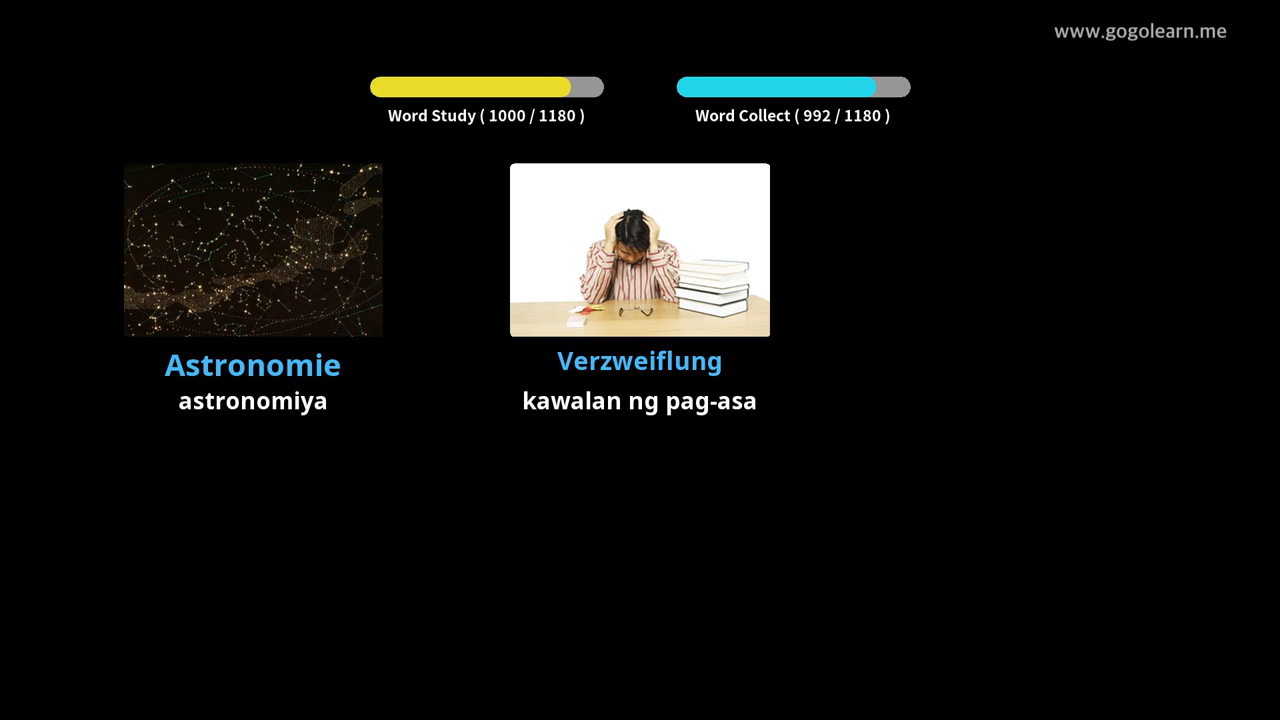 www.gogolearn.me
Word Study ( 1000 / 1180 )
Word Collect ( 992 / 1180 )
Astronomie
astronomiya
Verzweiflung
kawalan ng pag-asa